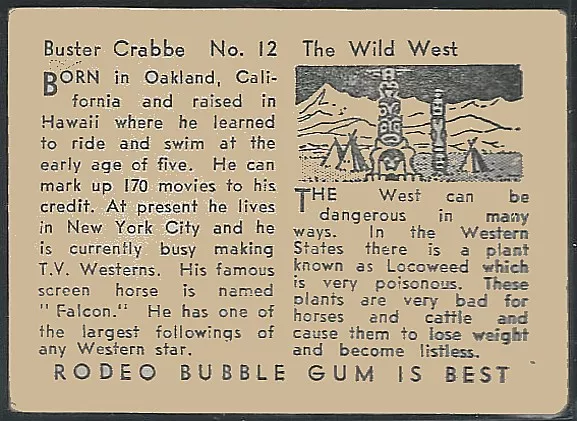 Buster Crabbe No. 12
BORN in Oakland, Cali-
fornia and raised in
Hawaii where he learned
to ride and swim at the
early age of five. He can
mark up 170 movies to his
credit. At present he lives
in New York City and he
is currently busy making
T.V. Westerns. His famous
screen horse is named
"Falcon." He has one of
the largest followings of
any Western star.
The Wild West
THE West can be
dangerous in many
ways. In the Western
States there is a plant
known as Locoweed which
is very poisonous. These
plants are very bad for
horses and cattle and
cause them to lose weight
and become listless.
RODEO BUBBLE GUM IS BEST